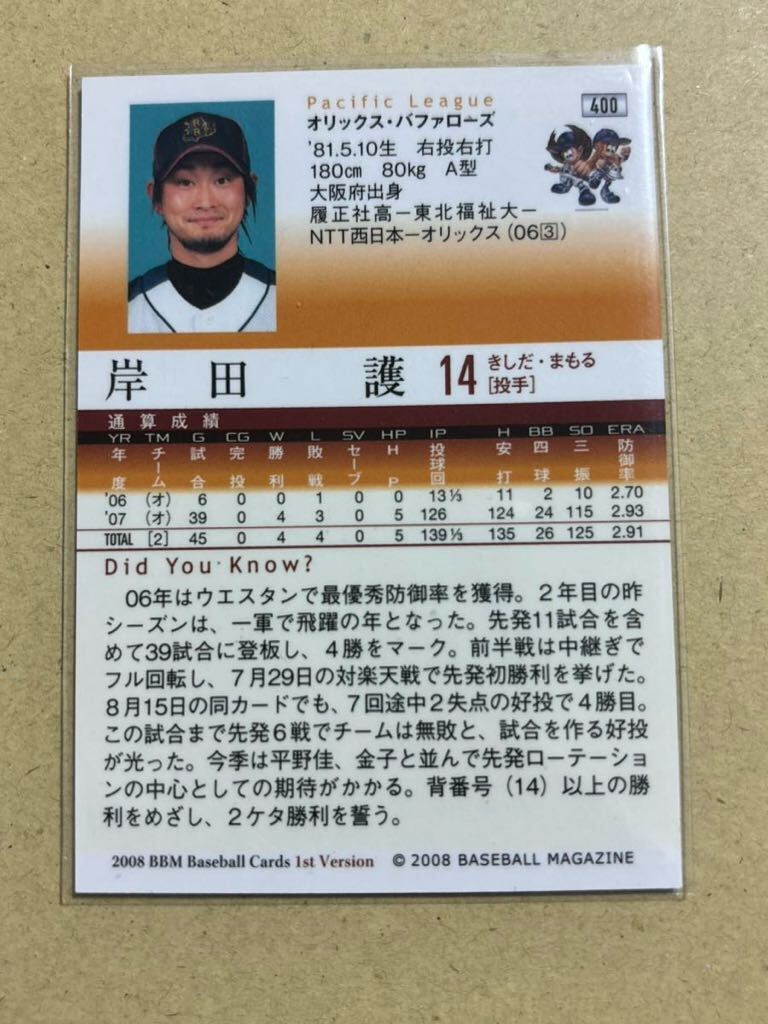 Pacific League
オリックス・バファローズ
400
'81.5.10生 右投右打
180cm 80kg A型
大阪府出身
履正社高ー東北福祉大ー
NTT西日本ーオリックス(06③)
岸田 護 14 きしだ・まもる
[投手]
通算成績
YR TM G CG W L SV HP IP H BB SO ERA
年度 チーム 試合 完投 勝利 敗戦 セーブ HP 投球回 安打 四球 三振 防御率
'06 (オ) 6 0 0 1 0 0 13 1/3 11 2 10 2.70
'07 (オ) 39 0 4 3 0 5 126 124 24 115 2.93
TOTAL [2] 45 0 4 4 0 5 139 1/3 135 26 125 2.91
Did You Know?
06年はウエスタンで最優秀防御率を獲得。2年目の昨
シーズンは、一軍で飛躍の年となった。先発11試合を含
めて39試合に登板し、4勝をマーク。前半戦は中継ぎで
フル回転し、7月29日の対楽天戦で先発初勝利を挙げた。
8月15日の同カードでも、7回途中2失点の好投で4勝目。
この試合まで先発6戦でチームは無敗と、試合を作る好投
が光った。今季は平野佳、金子と並んで先発ローテーショ
ンの中心としての期待がかかる。背番号(14)以上の勝
利をめざし、2ケタ勝利を誓う。
2008 BBM Baseball Cards 1st Version © 2008 BASEBALL MAGAZINE